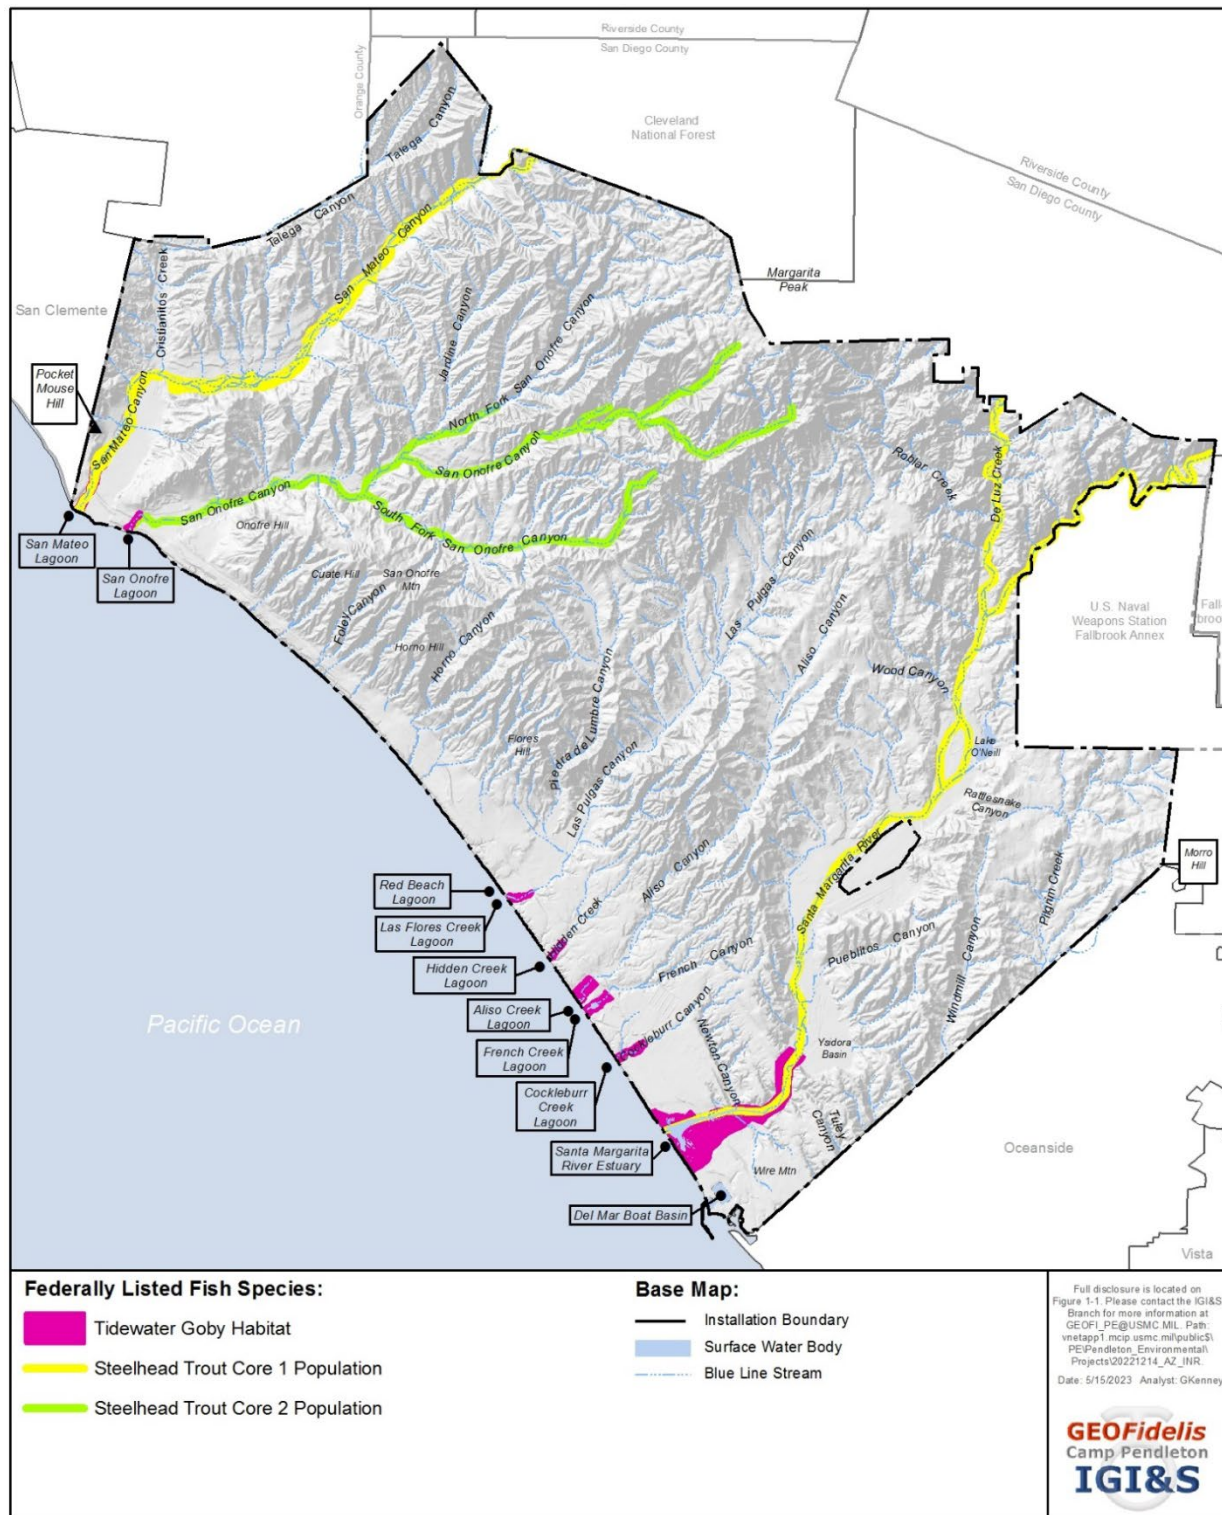 Riverside County
San Diego County
Orange County
Cleveland
National Forest
Riverside County
San Diego County
Talega Canyon
Talega Canyon
San Mateo Canyon
Cristianitos Creek
San Clemente
Margarita
Peak
Pocket
Mouse
Hill
San Mateo Canyon
Jardine Canyon
North Fork San Onofre Canyon
San Onofre Canyon
San Onofre Canyon
South Fork San Onofre Canyon
Roblar Creek
De Luz Creek
San Mateo
Lagoon
San Onofre
Lagoon
Onofre Hill
Cuate Hill
San Onofre
Mtn
Foley Canyon
Horno Hill
Horno Canyon
Las Pulgas Canyon
Aliso Canyon
U.S. Naval
Weapons Station
Fallbrook Annex
Wood Canyon
Piedra de Lumbre Canyon
Flores
Hill
Las Pulgas Canyon
Lake
O'Neill
Rattlesnake
Canyon
Santa Margarita River
Aliso Canyon
Morro
Hill
Red Beach
Lagoon
Las Flores Creek
Lagoon
Hidden Creek
Hidden Creek
Lagoon
French Canyon
Pueblitos Canyon
Windmill Canyon
Pilgrim Creek
Aliso Creek
Lagoon
French Creek
Lagoon
Cockleburr Canyon
Newton Canyon
Ysidora
Basin
Pacific Ocean
Cockleburr
Creek
Lagoon
Tuley
Canyon
Santa Margarita
River Estuary
Wire Mtn
Oceanside
Del Mar Boat Basin
Vista
Federally Listed Fish Species:
Tidewater Goby Habitat
Steelhead Trout Core 1 Population
Steelhead Trout Core 2 Population
Base Map:
Installation Boundary
Surface Water Body
Blue Line Stream
Full disclosure is located on
Figure 1-1. Please contact the IGI&S
Branch for more information at
GEOFI_PE@USMC.MIL. Path:
vnetapp1.mcip.usmc.mil\public$\
PE\Pendleton_Environmental\
Projects\20221214_AZ_INR.
Date: 5/15/2023 Analyst: GKenney
GEOFidelis
Camp Pendleton
IGI&S